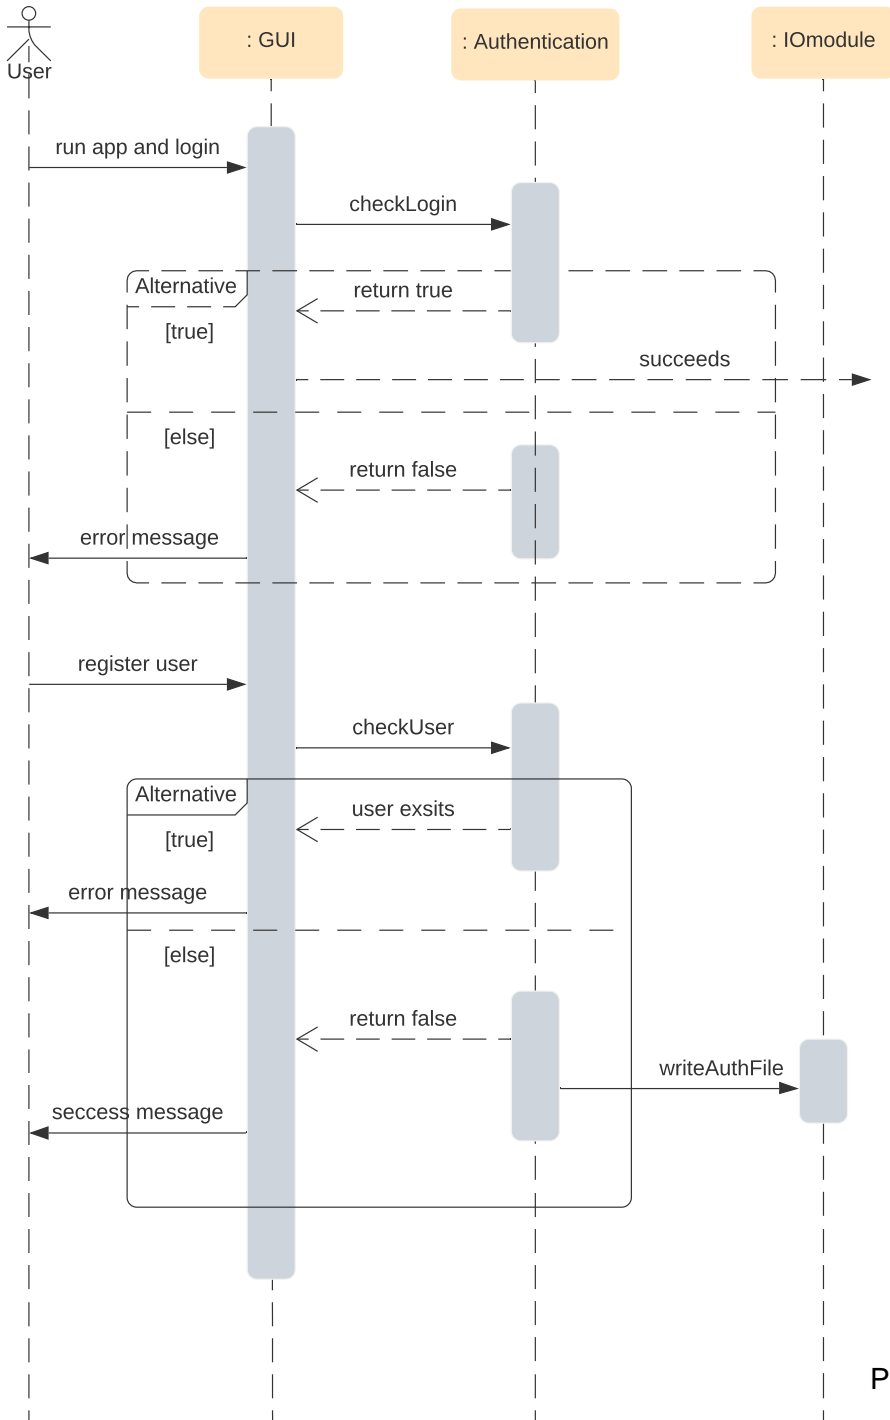 : GUI
: Authentication
: IOmodule
User
run app and login
checkLogin
Alternative
return true
[true]
succeeds
[else]
return false
error message
register user
checkUser
Alternative
user exsits
[true]
error message
[else]
return false
writeAuthFile
seccess message
P